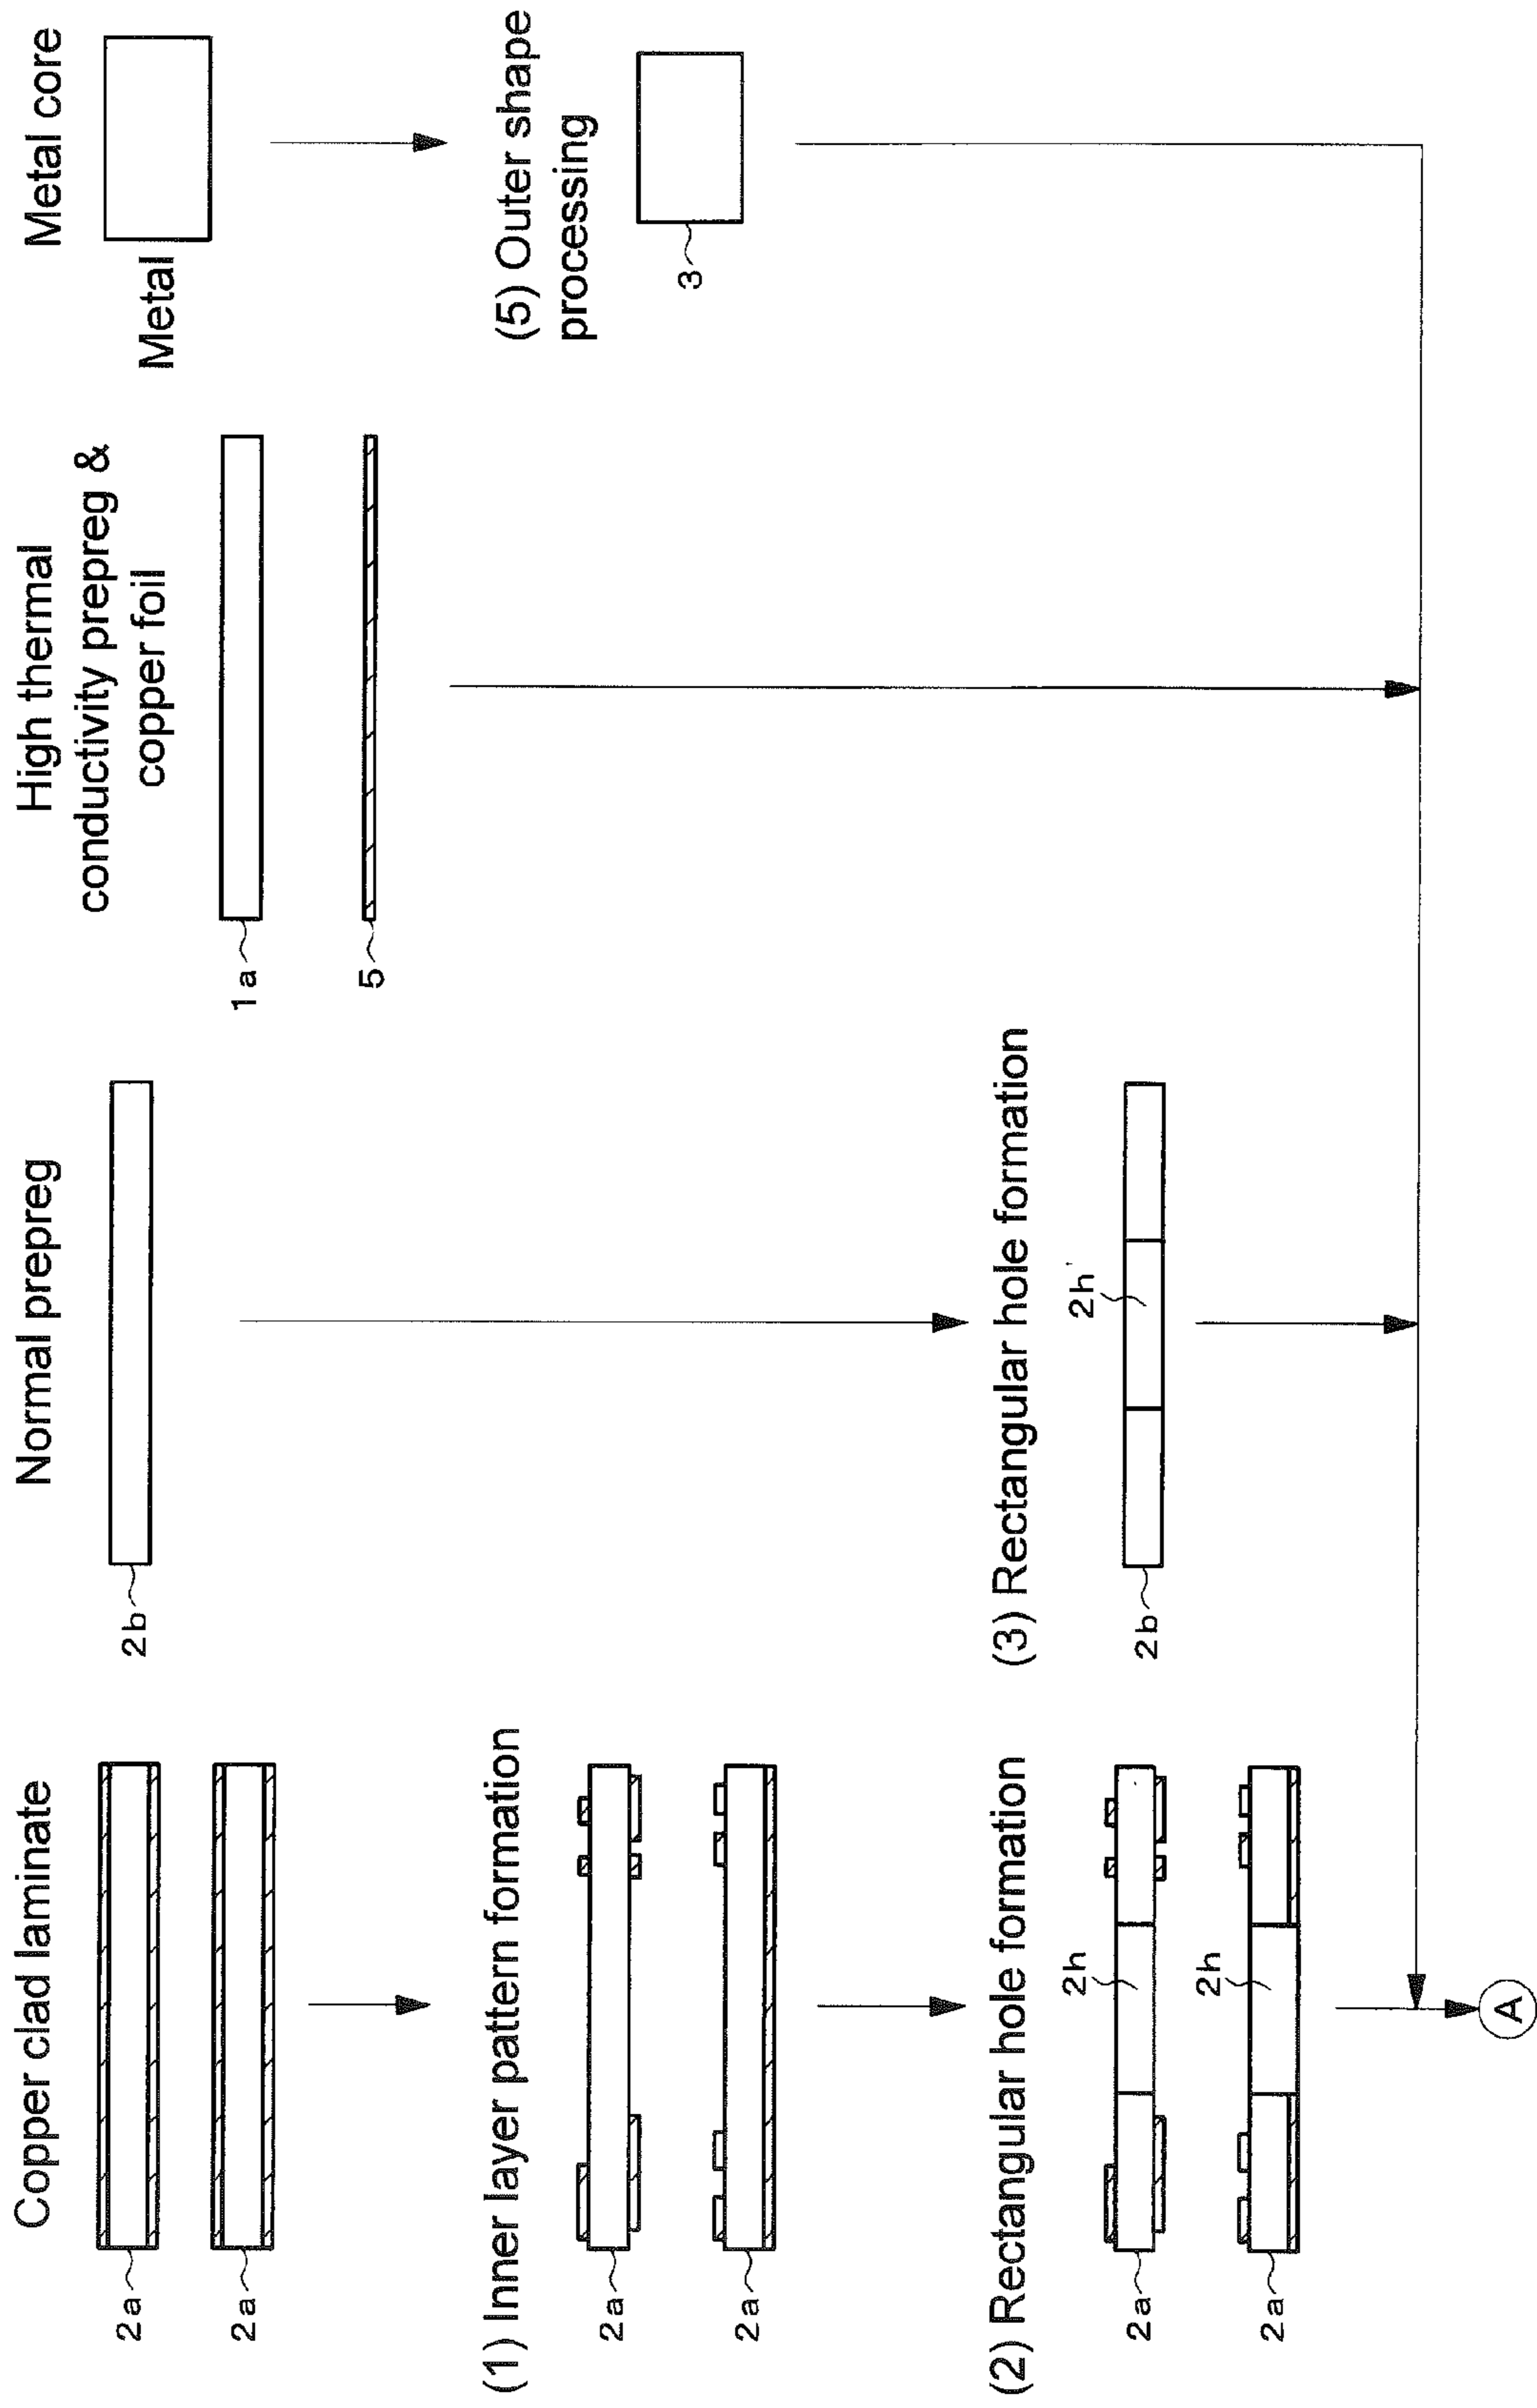 Copper clad laminate
2a
2a
(1) Inner layer pattern formation
2a
2a
(2) Rectangular hole formation
2h
2a
2h
2a
A
Normal prepreg
2b
(3) Rectangular hole formation
2h'
2b
High thermal
conductivity prepreg &
copper foil
1a
5
Metal core
Metal
(5) Outer shape
processing
3